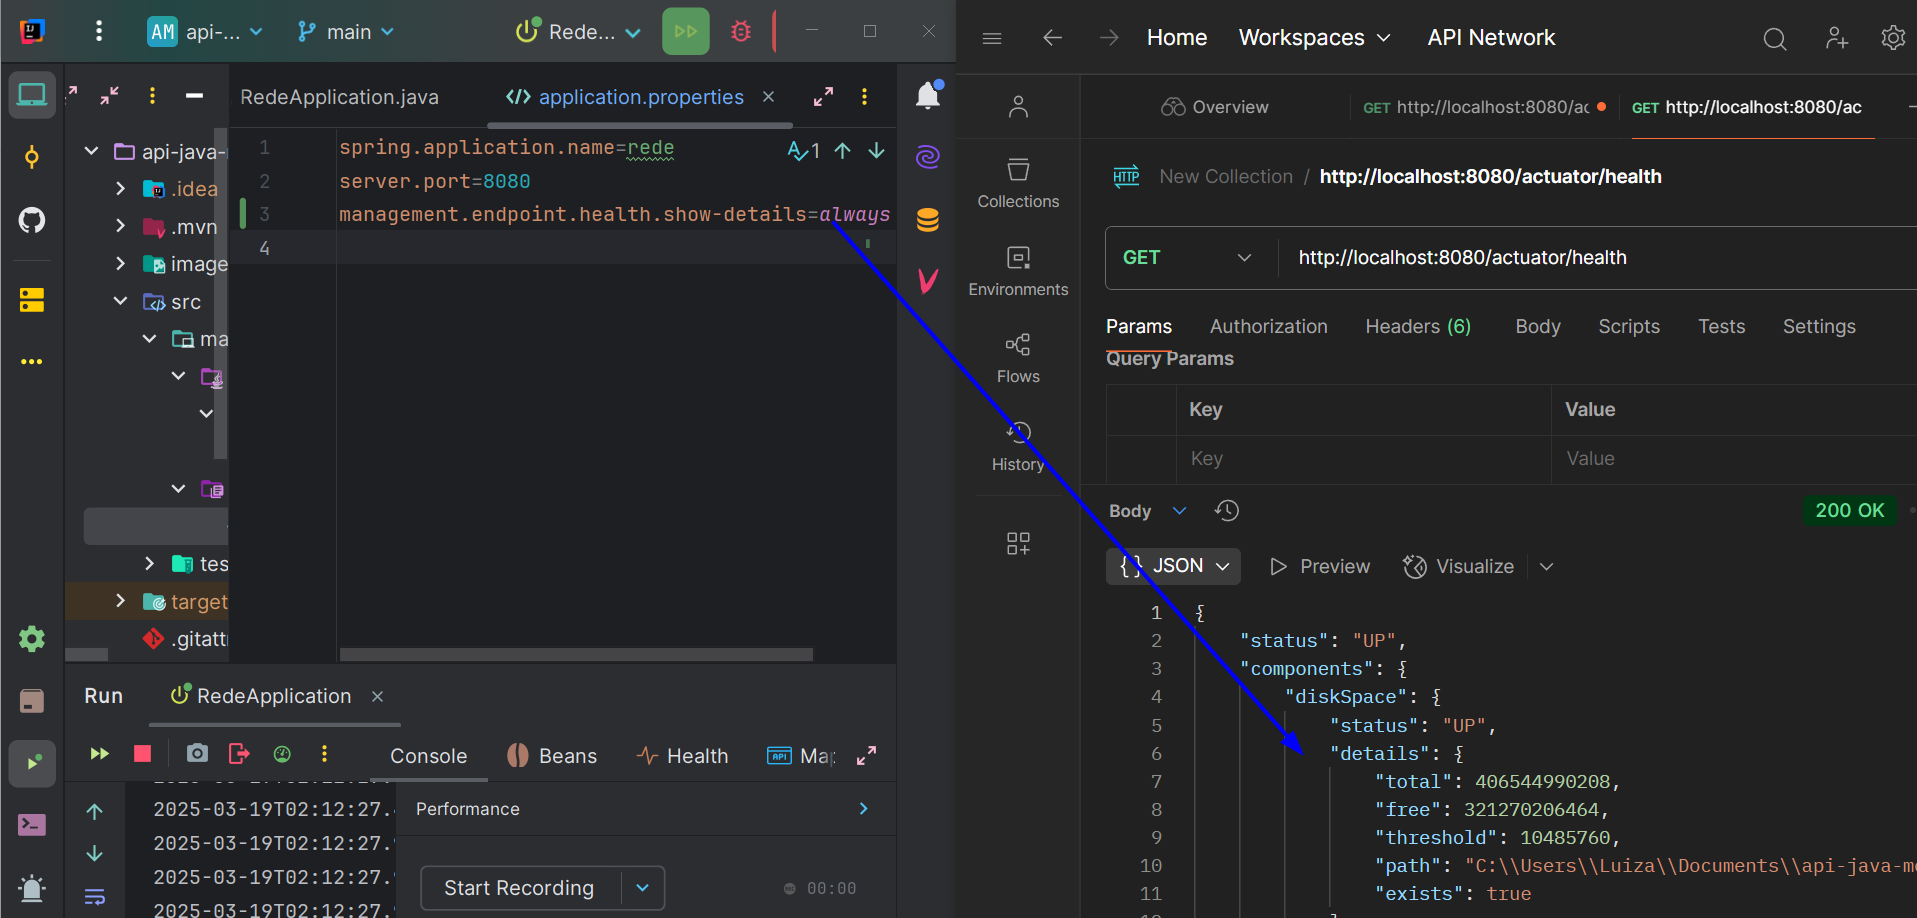 AM api-... main Rede...
RedeApplication.java application.properties
api-java-
.idea
.mvn
image
src
ma
tes
target
.gitatt
1 spring.application.name=rede
2 server.port=8080
3 management.endpoint.health.show-details=always
4
1
Run RedeApplication
Console Beans Health API Map
2025-03-19T02:12:27.
2025-03-19T02:12:27.
2025-03-19T02:12:27.
2025-03-19T02:12:27.
Performance
Start Recording 00:00
Home Workspaces API Network
Overview GET http://localhost:8080/ac GET http://localhost:8080/ac
Collections
Environments
Flows
History
HTTP New Collection / http://localhost:8080/actuator/health
GET http://localhost:8080/actuator/health
Params Authorization Headers (6) Body Scripts Tests Settings
Query Params
Key Value
Key Value
Body 200 OK
{} JSON Preview Visualize
1 {
2 "status": "UP",
3 "components": {
4 "diskSpace": {
5 "status": "UP",
6 "details": {
7 "total": 406544990208,
8 "free": 321270206464,
9 "threshold": 10485760,
10 "path": "C:\\Users\\Luiza\\Documents\\api-java-m
11 "exists": true